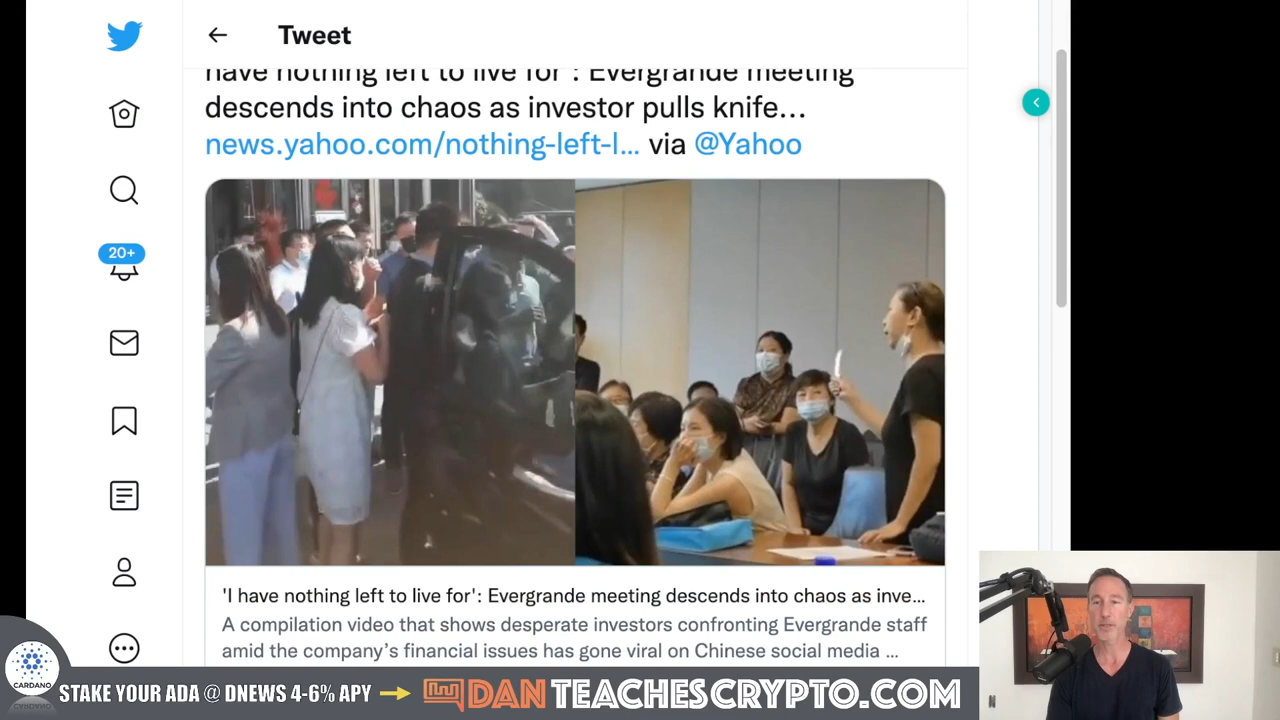 Tweet
have nothing left to live for': Evergrande meeting
descends into chaos as investor pulls knife...
news.yahoo.com/nothing-left-l... via @Yahoo
20+
'I have nothing left to live for': Evergrande meeting descends into chaos as inve...
A compilation video that shows desperate investors confronting Evergrande staff
amid the company's financial issues has gone viral on Chinese social media ...
CARDANO
STAKE YOUR ADA @ DNEWS 4-6% APY
DANTEACHESCRYPTO.COM